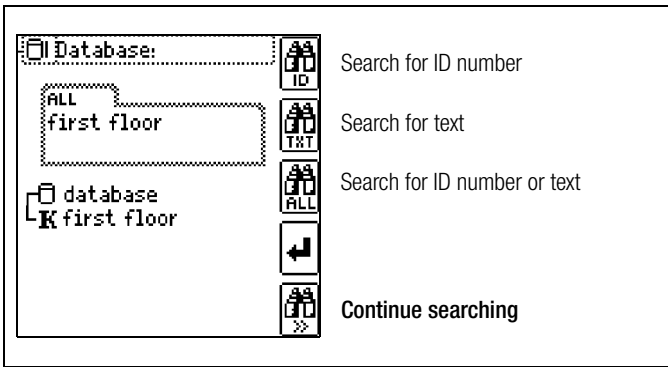 Database:
ID
Search for ID number
ALL
first floor
TXT
Search for text
ALL
Search for ID number or text
database
K first floor
>>
Continue searching